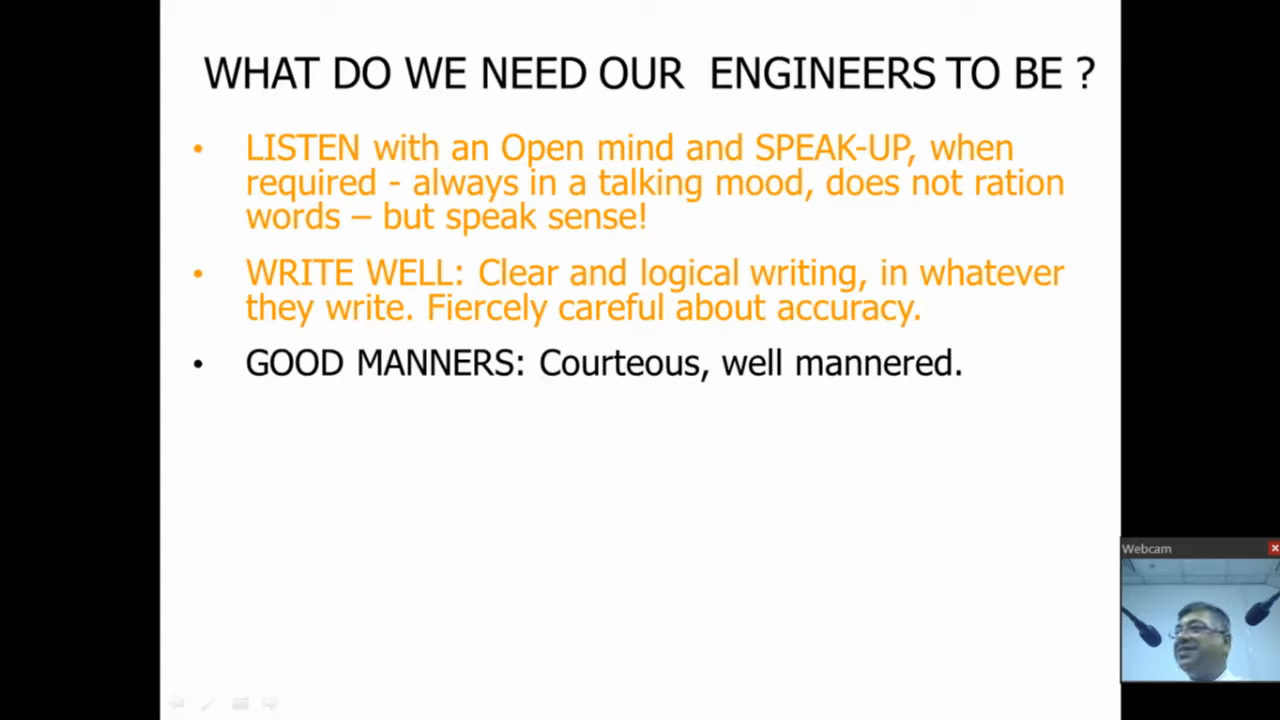 WHAT DO WE NEED OUR ENGINEERS TO BE ?
• LISTEN with an Open mind and SPEAK-UP, when
required - always in a talking mood, does not ration
words – but speak sense!
• WRITE WELL: Clear and logical writing, in whatever
they write. Fiercely careful about accuracy.
• GOOD MANNERS: Courteous, well mannered.
Webcam